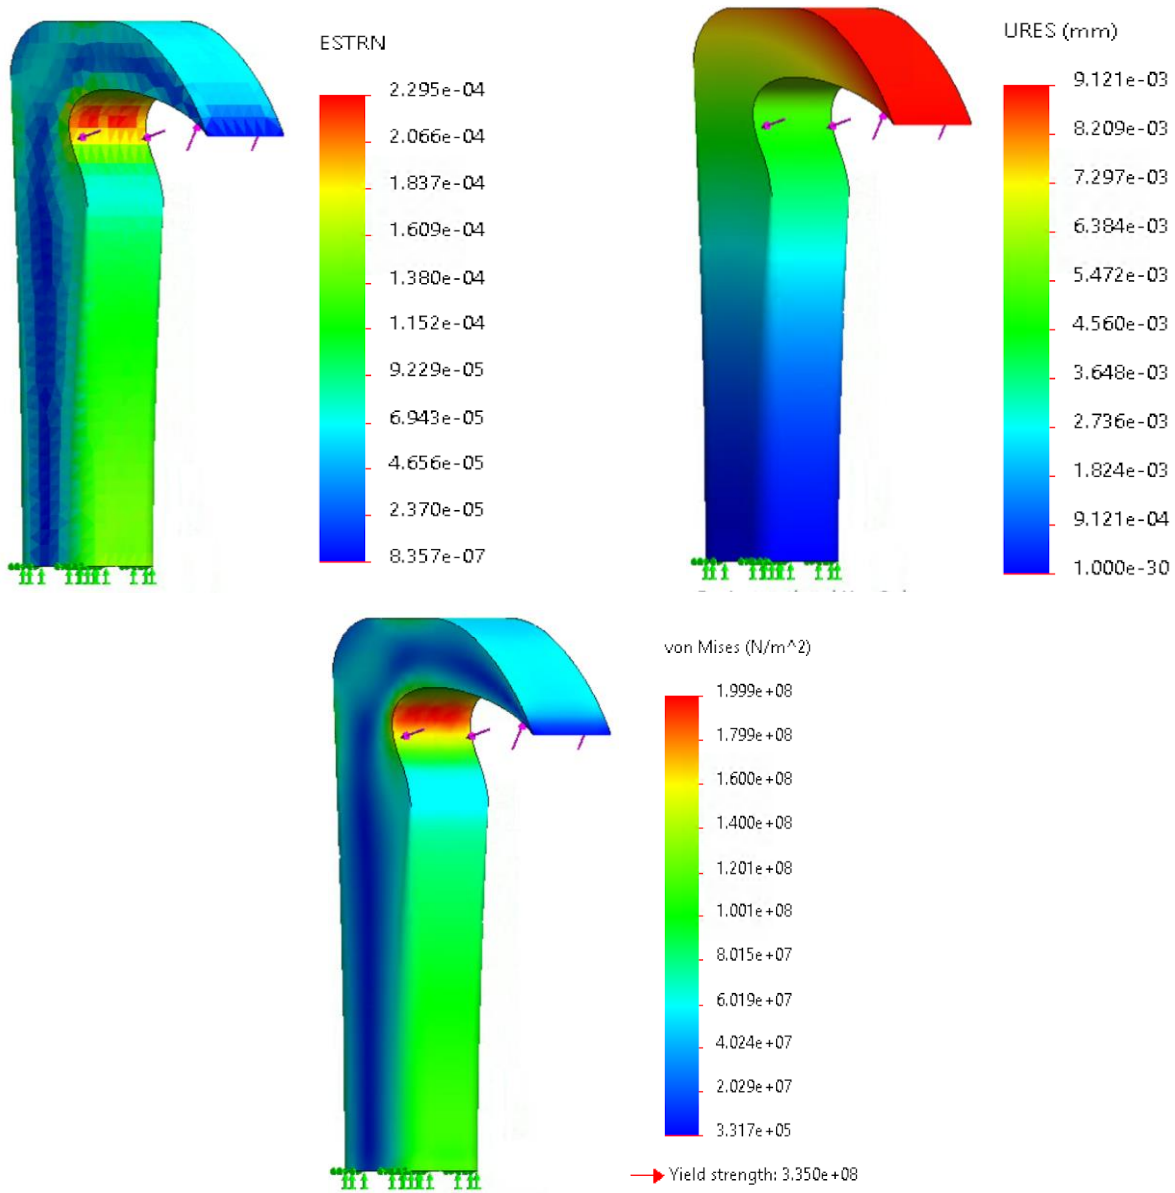 ESTRN
2.295e-04
2.066e-04
1.837e-04
1.609e-04
1.380e-04
1.152e-04
9.229e-05
6.943e-05
4.656e-05
2.370e-05
8.357e-07
URES (mm)
9.121e-03
8.209e-03
7.297e-03
6.384e-03
5.472e-03
4.560e-03
3.648e-03
2.736e-03
1.824e-03
9.121e-04
1.000e-30
von Mises (N/m^2)
1.999e+08
1.799e+08
1.600e+08
1.400e+08
1.201e+08
1.001e+08
8.015e+07
6.019e+07
4.024e+07
2.029e+07
3.317e+05
Yield strength: 3.350e+08